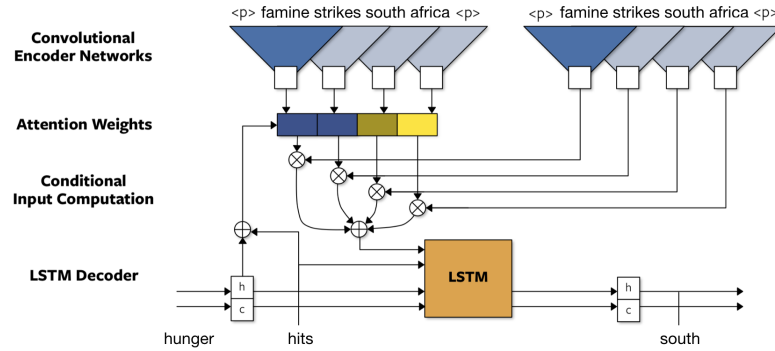 <p> famine strikes south africa <p>
<p> famine strikes south africa <p>
Convolutional
Encoder Networks
Attention Weights
Conditional
Input Computation
LSTM Decoder
LSTM
h
c
h
c
hunger
hits
south